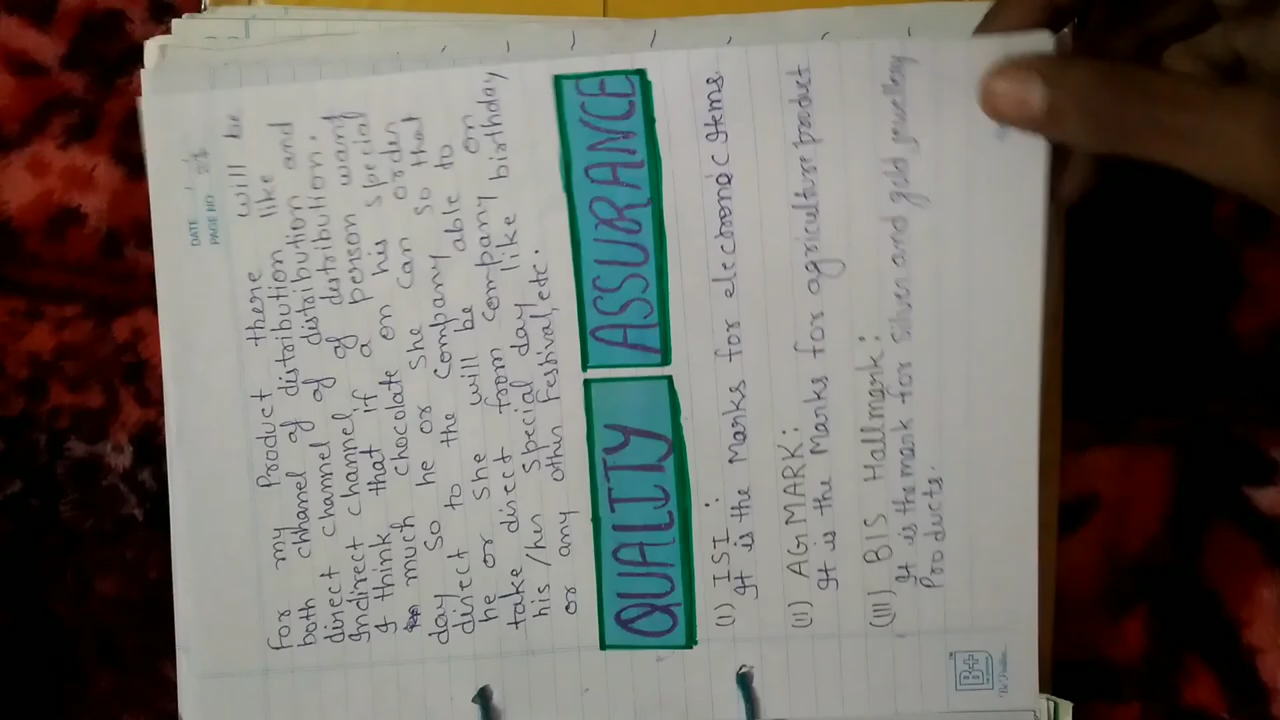 DATE
PAGE NO
For my Product there will be
both chhanel of distribution like and
direct channel of distribution and
Indirect channel of distribution.
I think that if a person want
much chocolate on his special
day so he or she can order
direct to the company so that
he or she will be able to
take direct from company on
his/her special day like birthday
or any other festival, etc.
QUALITY ASSURANCE
(I) ISI :
It is the Marks for electronic Items.
(II) AGMARK :
It is the Marks for agriculture product
(III) BIS Hallmark :
It is the mark for silver and gold jewellery
Products.
B+